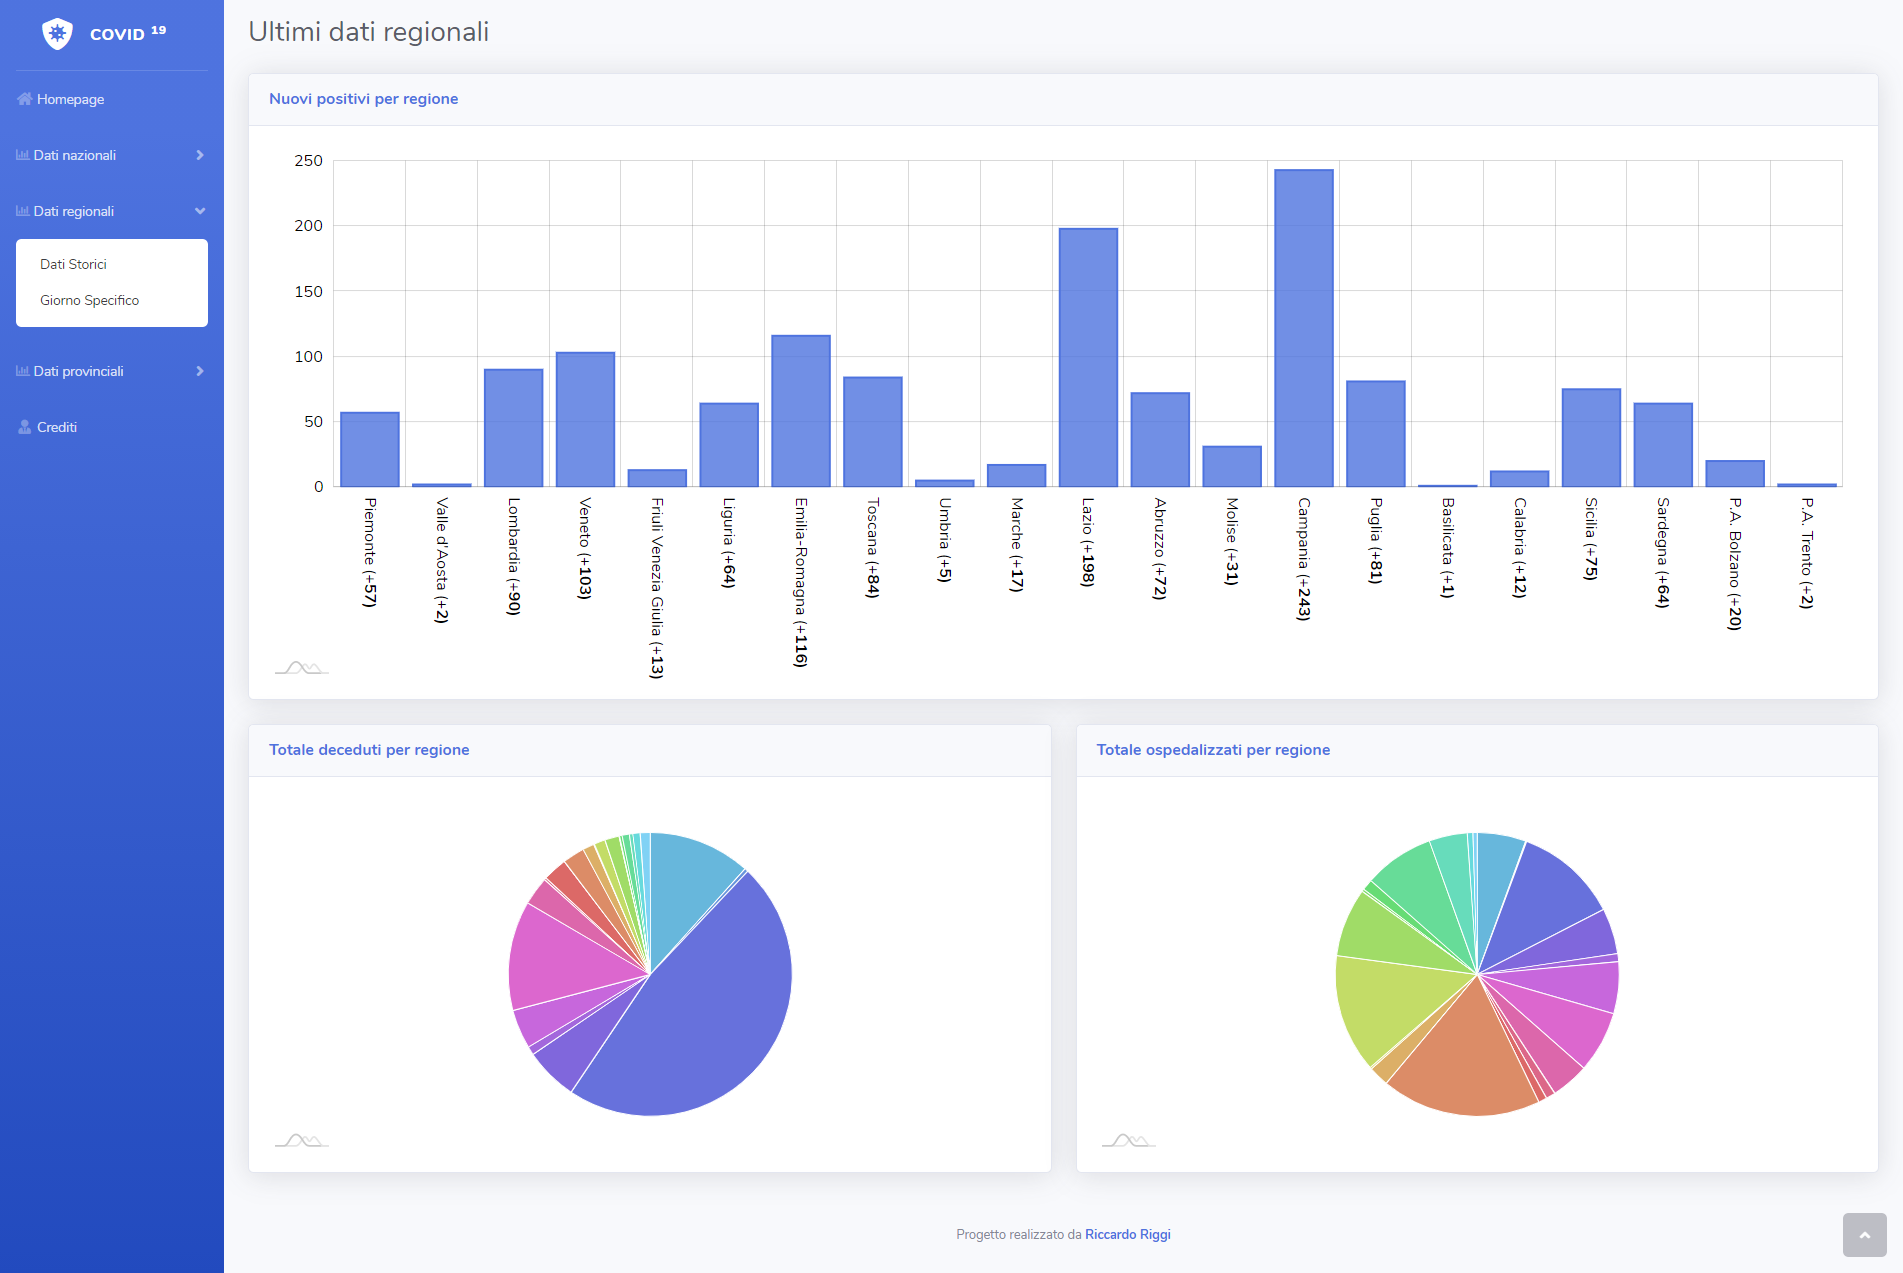 COVID 19
Homepage
Dati nazionali
Dati regionali
Dati Storici
Giorno Specifico
Dati provinciali
Crediti
Ultimi dati regionali
Nuovi positivi per regione
250
200
150
100
50
0
Piemonte (+57)
Valle d'Aosta (+2)
Lombardia (+90)
Veneto (+103)
Friuli Venezia Giulia (+13)
Liguria (+64)
Emilia-Romagna (+116)
Toscana (+84)
Umbria (+5)
Marche (+17)
Lazio (+198)
Abruzzo (+72)
Molise (+31)
Campania (+243)
Puglia (+81)
Basilicata (+1)
Calabria (+12)
Sicilia (+75)
Sardegna (+64)
P.A. Bolzano (+20)
P.A. Trento (+2)
Totale deceduti per regione
Totale ospedalizzati per regione
Progetto realizzato da Riccardo Riggi